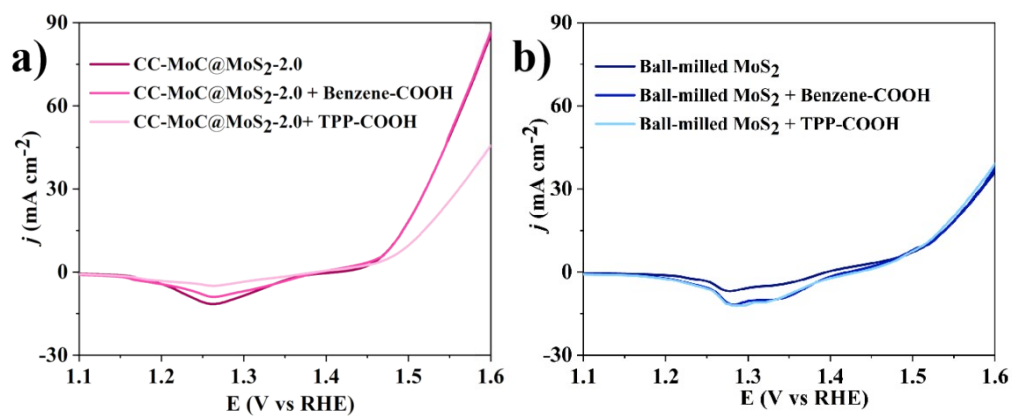 a)
90
60
30
0
-30
j (mA cm-2)
CC-MoC@MoS2-2.0
CC-MoC@MoS2-2.0 + Benzene-COOH
CC-MoC@MoS2-2.0+ TPP-COOH
1.1 1.2 1.3 1.4 1.5 1.6
E (V vs RHE)
b)
90
60
30
0
-30
j (mA cm-2)
Ball-milled MoS2
Ball-milled MoS2 + Benzene-COOH
Ball-milled MoS2 + TPP-COOH
1.1 1.2 1.3 1.4 1.5 1.6
E (V vs RHE)